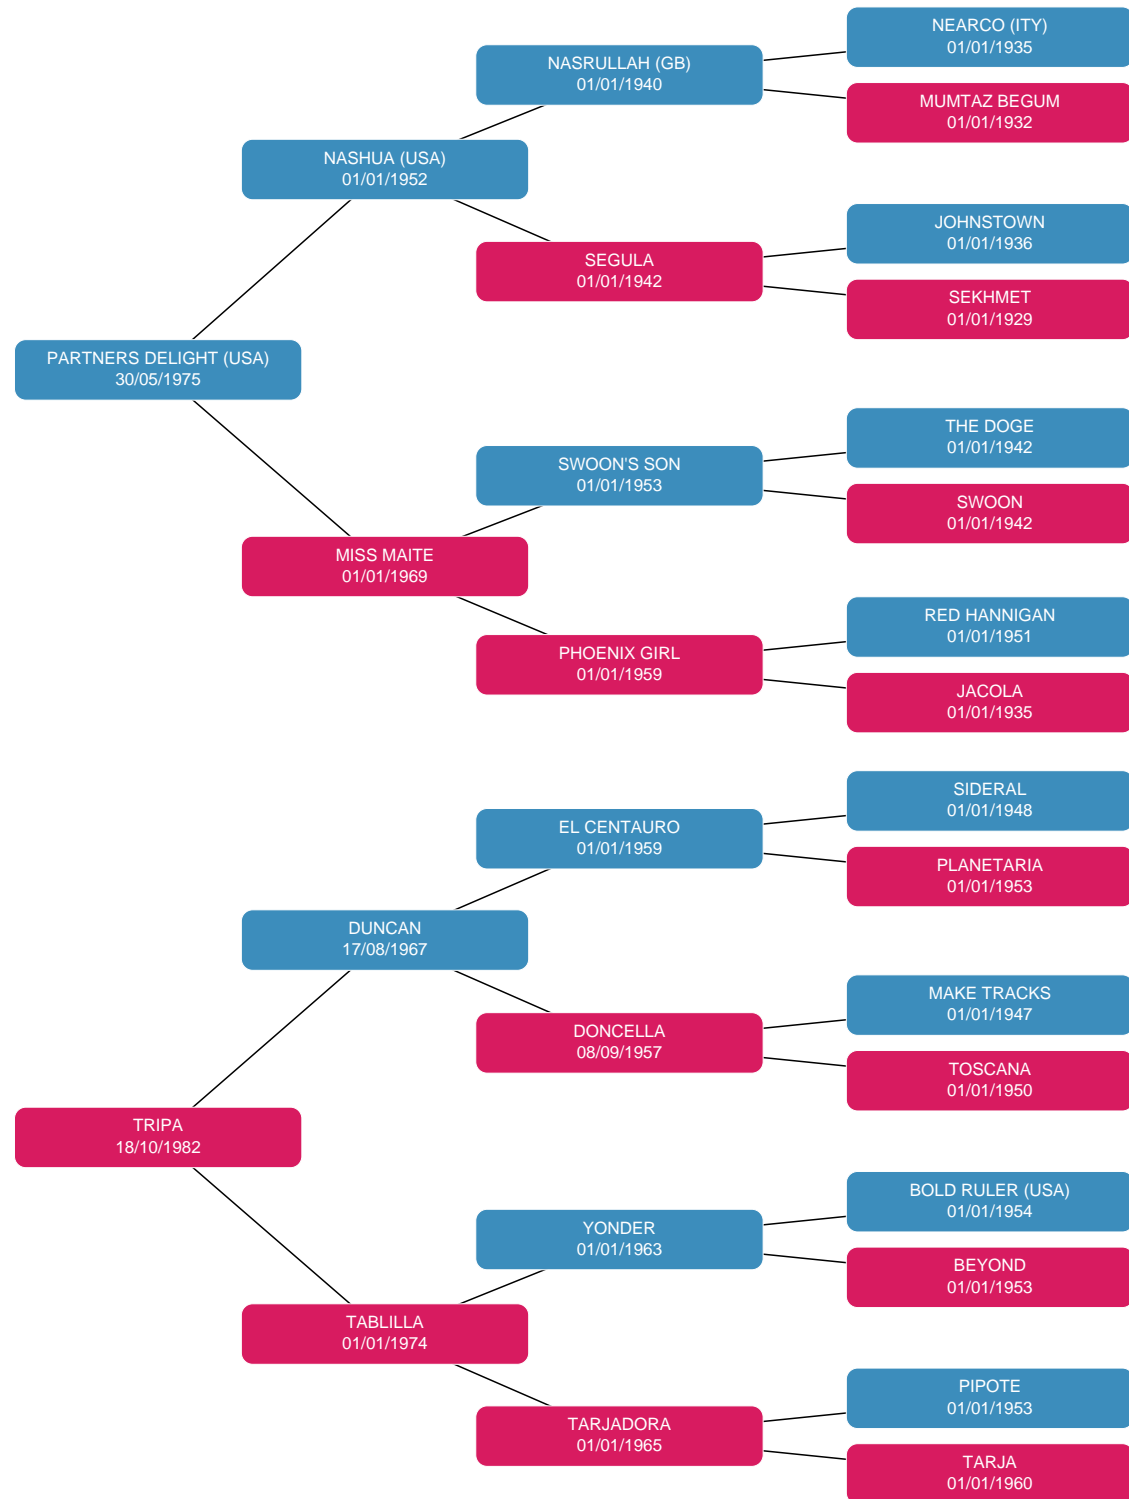 NEARCO (ITY)
01/01/1935
NASRULLAH (GB)
01/01/1940
MUMTAZ BEGUM
01/01/1932
NASHUA (USA)
01/01/1952
JOHNSTOWN
01/01/1936
SEGULA
01/01/1942
SEKHMET
01/01/1929
PARTNERS DELIGHT (USA)
30/05/1975
THE DOGE
01/01/1942
SWOON'S SON
01/01/1953
SWOON
01/01/1942
MISS MAITE
01/01/1969
RED HANNIGAN
01/01/1951
PHOENIX GIRL
01/01/1959
JACOLA
01/01/1935
SIDERAL
01/01/1948
EL CENTAURO
01/01/1959
PLANETARIA
01/01/1953
DUNCAN
17/08/1967
MAKE TRACKS
01/01/1947
DONCELLA
08/09/1957
TOSCANA
01/01/1950
TRIPA
18/10/1982
BOLD RULER (USA)
01/01/1954
YONDER
01/01/1963
BEYOND
01/01/1953
TABLILLA
01/01/1974
PIPOTE
01/01/1953
TARJADORA
01/01/1965
TARJA
01/01/1960